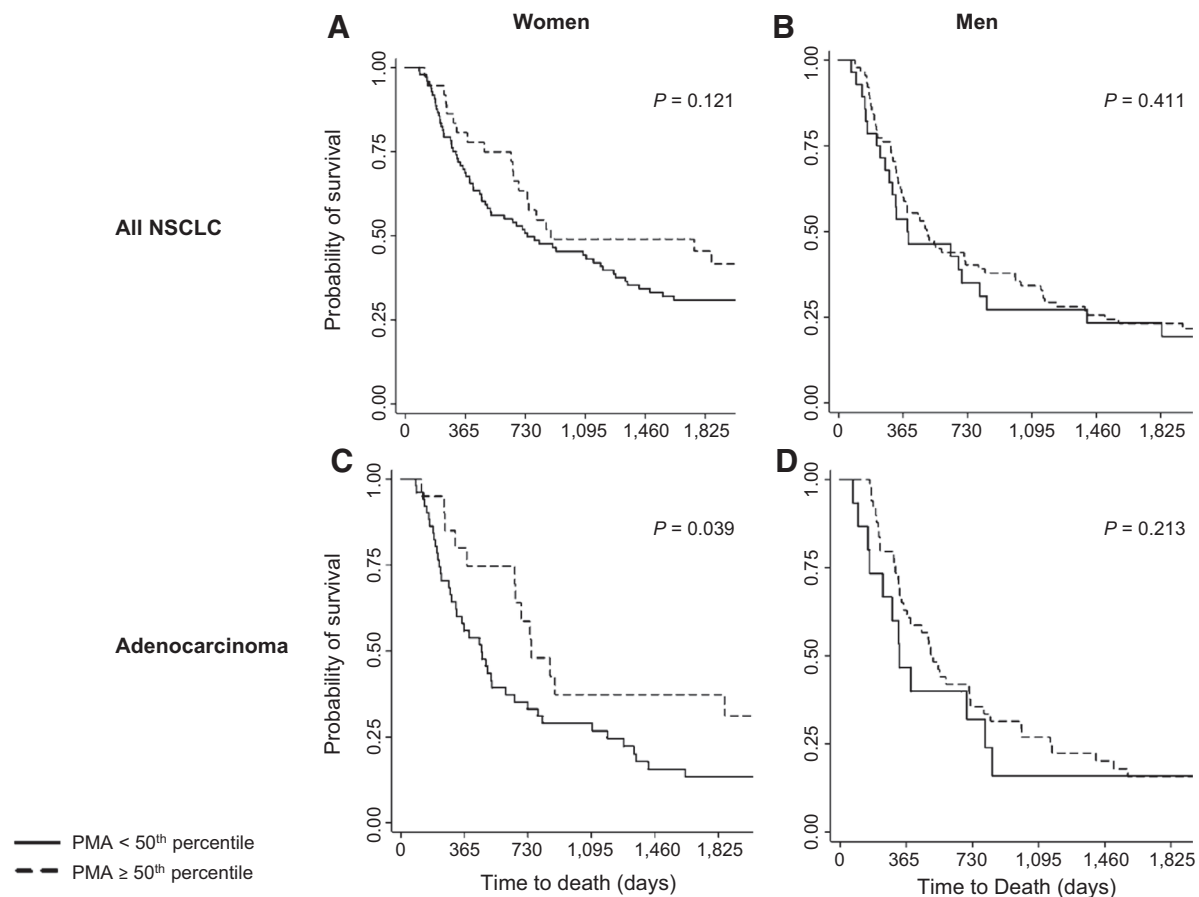 Women
Men
A
B
All NSCLC
Probability of survival
1.00
0.75
0.50
0.25
0.00
P = 0.121
0 365 730 1,095 1,460 1,825
1.00
0.75
0.50
0.25
0.00
P = 0.411
0 365 730 1,095 1,460 1,825
C
D
Adenocarcinoma
Probability of survival
1.00
0.75
0.50
0.25
0.00
P = 0.039
0 365 730 1,095 1,460 1,825
Time to death (days)
1.00
0.75
0.50
0.25
0.00
P = 0.213
0 365 730 1,095 1,460 1,825
Time to Death (days)
PMA < 50th percentile
PMA ≥ 50th percentile